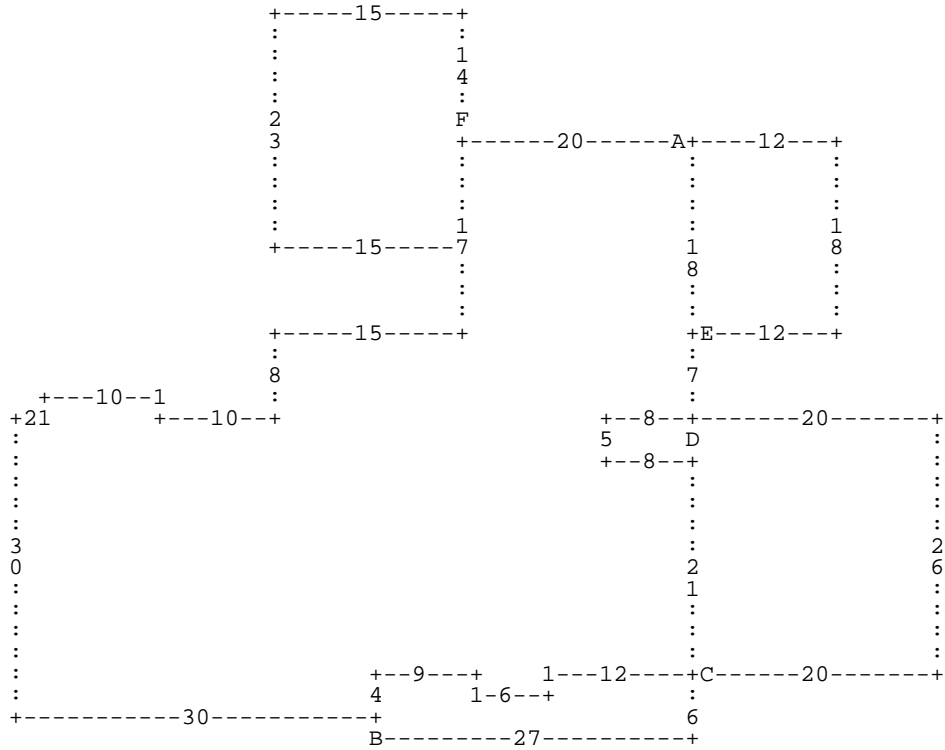 +-----15-----+
:            :
:            1
:            4
:            :
2            F
3            +------20------A+----12---+
:            :               :         :
:            :               :         :
:            :               :         :
:            1               :         1
+-----15-----7               1         8
             :               8         :
             :               :         :
             :               :         :
+-----15-----+               +E---12---+
:                            :
8                            7
+---10--1       :                            :
+21       +---10--+                      +--8--+-------20-------+
:                                        5     D                :
:                                        +--8--+                :
:                                              :                :
:                                              :                :
:                                              :                :
3                                              :                2
0                                              2                6
:                                              1                :
:                                              :                :
:                                              :                :
:                                              :                :
:                        +--9---+    1---12----+C------20-------+
:                        4      1-6--+         :
+-----------30-----------+                     6
                         B---------27----------+